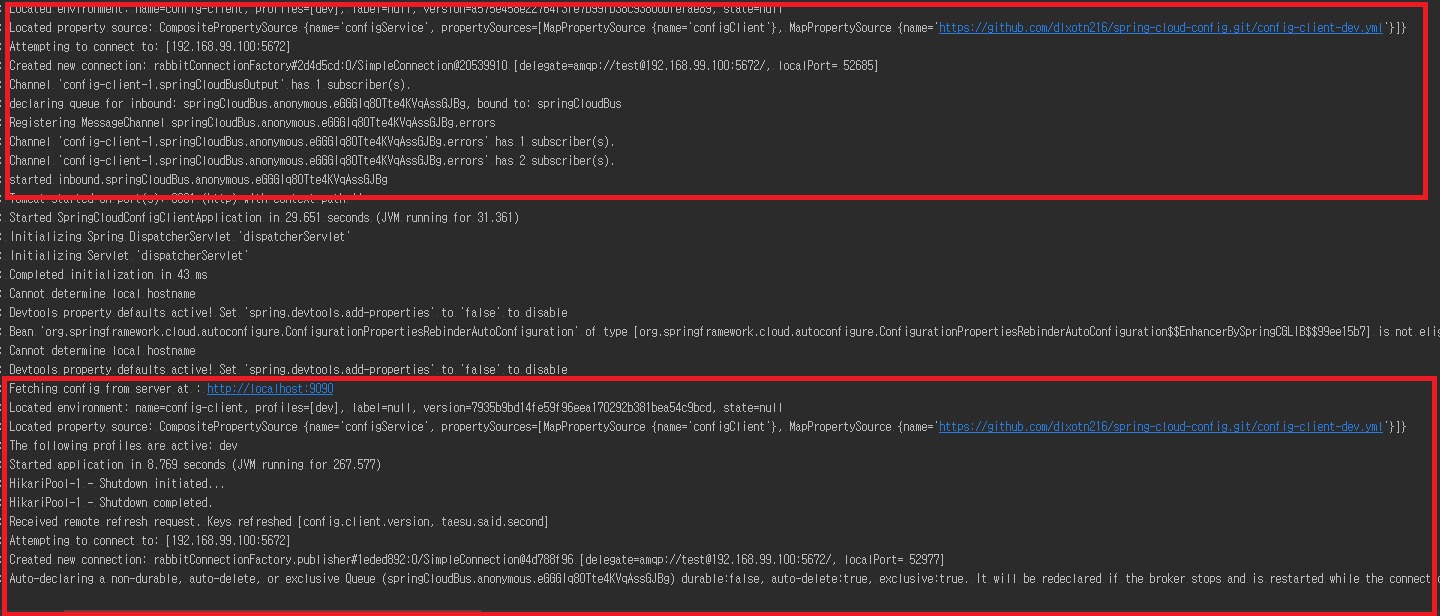 : Located environment: name=config-client, profiles=[dev], label=null, state=null
: Located property source: CompositePropertySource {name='configService', propertySources=[MapPropertySource {name='configClient'}, MapPropertySource {name='https://github.com/dlxotn216/spring-cloud-config.git/config-client-dev.yml'}]}
: Attempting to connect to: [192.168.99.100:5672]
: Created new connection: rabbitConnectionFactory#2d4d5cd:0/SimpleConnection@20539910 [delegate=amqp://test@192.168.99.100:5672/, localPort= 52685]
: Channel 'config-client-1.springCloudBusOutput' has 1 subscriber(s).
: declaring queue for inbound: springCloudBus.anonymous.eGGGlq8OTte4KVqAssGJBg, bound to: springCloudBus
: Registering MessageChannel springCloudBus.anonymous.eGGGlq8OTte4KVqAssGJBg.errors
: Channel 'config-client-1.springCloudBus.anonymous.eGGGlq8OTte4KVqAssGJBg.errors' has 1 subscriber(s).
: Channel 'config-client-1.springCloudBus.anonymous.eGGGlq8OTte4KVqAssGJBg.errors' has 2 subscriber(s).
: started inbound.springCloudBus.anonymous.eGGGlq8OTte4KVqAssGJBg
: Tomcat started on port(s): (http) with context path ''
: Started SpringCloudConfigClientApplication in 29.651 seconds (JVM running for 31.361)
: Initializing Spring DispatcherServlet 'dispatcherServlet'
: Initializing Servlet 'dispatcherServlet'
: Completed initialization in 43 ms
: Cannot determine local hostname
: Devtools property defaults active! Set 'spring.devtools.add-properties' to 'false' to disable
: Bean 'org.springframework.cloud.autoconfigure.ConfigurationPropertiesRebinderAutoConfiguration' of type [org.springframework.cloud.autoconfigure.ConfigurationPropertiesRebinderAutoConfiguration$$EnhancerBySpringCGLIB$$99ee15b7] is not elig
: Cannot determine local hostname
: Devtools property defaults active! Set 'spring.devtools.add-properties' to 'false' to disable
: Fetching config from server at : http://localhost:9090
: Located environment: name=config-client, profiles=[dev], label=null, version=7935b9bd14fe59f96eea170292b381bea54c9bcd, state=null
: Located property source: CompositePropertySource {name='configService', propertySources=[MapPropertySource {name='configClient'}, MapPropertySource {name='https://github.com/dlxotn216/spring-cloud-config.git/config-client-dev.yml'}]}
: The following profiles are active: dev
: Started application in 8.769 seconds (JVM running for 267.577)
: HikariPool-1 - Shutdown initiated...
: HikariPool-1 - Shutdown completed.
: Received remote refresh request. Keys refreshed [config.client.version, taesu.said.second]
: Attempting to connect to: [192.168.99.100:5672]
: Created new connection: rabbitConnectionFactory.publisher#1eded892:0/SimpleConnection@4d788f96 [delegate=amqp://test@192.168.99.100:5672/, localPort= 52977]
: Auto-declaring a non-durable, auto-delete, or exclusive Queue (springCloudBus.anonymous.eGGGlq8OTte4KVqAssGJBg) durable:false, auto-delete:true, exclusive:true. It will be redeclared if the broker stops and is restarted while the connect